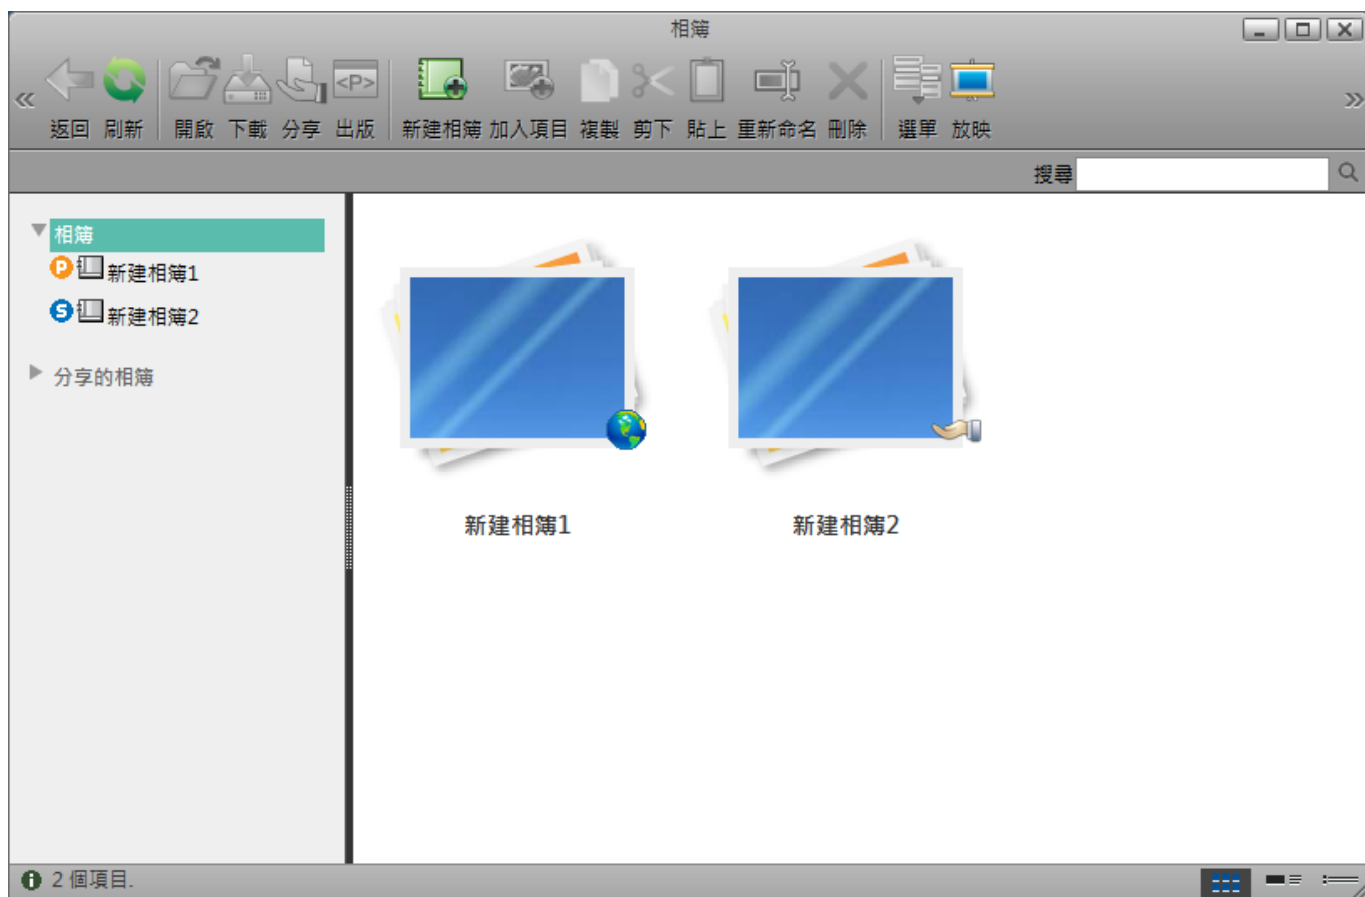 相簿
返回 刷新 開啟 下載 分享 <P> 出版 新建相簿 加入項目 複製 剪下 貼上 重新命名 刪除 選單 放映
搜尋
相簿
P 新建相簿1
S 新建相簿2
分享的相簿
新建相簿1 新建相簿2
2 個項目.